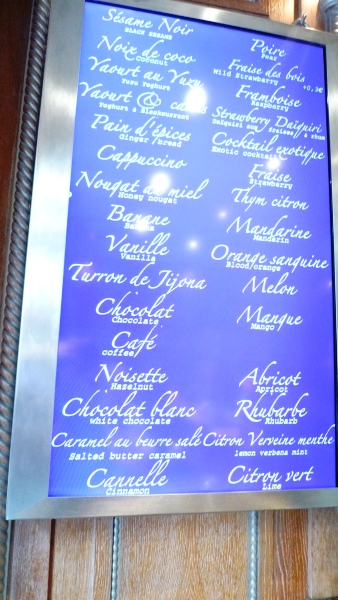 Sésame Noir
BLACK SESAME
Noix de coco
Coconut
Yaourt au Yuzu
Yuzu Yoghurt
Yaourt & cassis
Yoghurt & Blackcurrant
Pain d'épices
Ginger /bread
Cappuccino
Nougat au miel
Honey nougat
Banane
Banana
Vanille
Vanilla
Turron de Jijona
Chocolat
Chocolate
Café
coffee/
Noisette
Hazelnut
Chocolat blanc
white chocolate
Caramel au beurre salé
Salted butter caramel
Cannelle
Cinnamon
Poire
Pear
Fraise des bois
Wild Strawberry +0,3€
Framboise
Raspberry
Strawberry Daïquiri
Daïquiri aux fraises & rhum
Cocktail exotique
Exotic cocktail
Fraise
Strawberry
Thym citron
Mandarine
Mandarin
Orange sanguine
Blood/orange
Melon
Mangue
Mango
Abricot
Apricot
Rhubarbe
Rhubarb
Citron Verveine menthe
lemon verbena mint
Citron vert
Lime